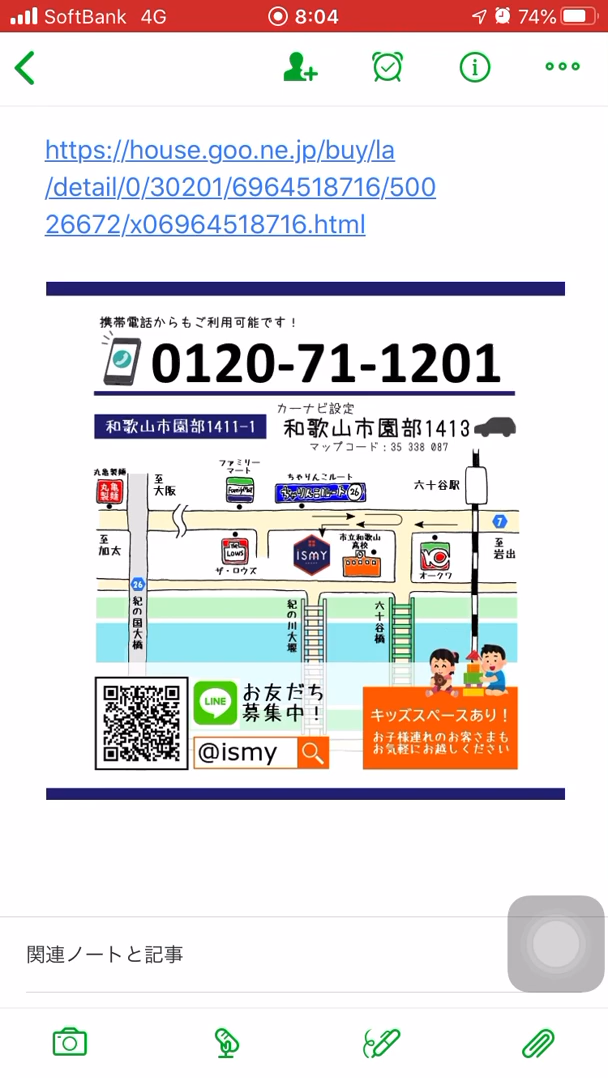 SoftBank 4G 8:04 74%
https://house.goo.ne.jp/buy/la
/detail/0/30201/6964518716/500
26672/x06964518716.html
携帯電話からもご利用可能です！
0120-71-1201
和歌山市園部1411-1
カーナビ設定
和歌山市園部1413
マップコード：35 338 087
丸亀製麺
丸亀
製麺
至
大阪
ファミリー
マート
FamilyMart
ちゃりんこルート
ちゃりんこルート 26
六十谷駅
7
至
加太
THE LOWS
ザ・ロウズ
ismy
市立和歌山
高校
オークワ
至
岩出
26
紀の国大橋
紀の川大堰
六十谷橋
LINE
お友だち
募集中！
@ismy
キッズスペースあり！
お子様連れのお客さまも
お気軽にお越しください
関連ノートと記事